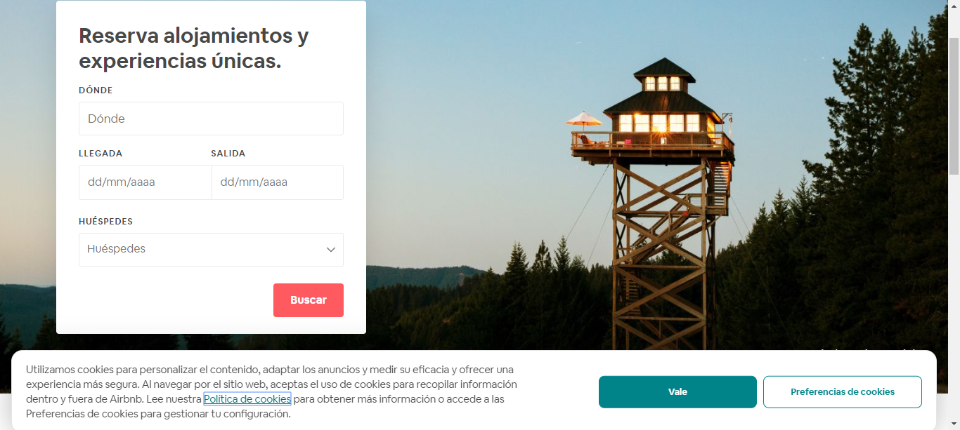 Reserva alojamientos y
experiencias únicas.
DÓNDE
Dónde
LLEGADA SALIDA
dd/mm/aaaa dd/mm/aaaa
HUÉSPEDES
Huéspedes
Buscar
Utilizamos cookies para personalizar el contenido, adaptar los anuncios y medir su eficacia y ofrecer una
experiencia más segura. Al navegar por el sitio web, aceptas el uso de cookies para recopilar información
dentro y fuera de Airbnb. Lee nuestra Política de cookies para obtener más información o accede a las
Preferencias de cookies para gestionar tu configuración.
Vale
Preferencias de cookies